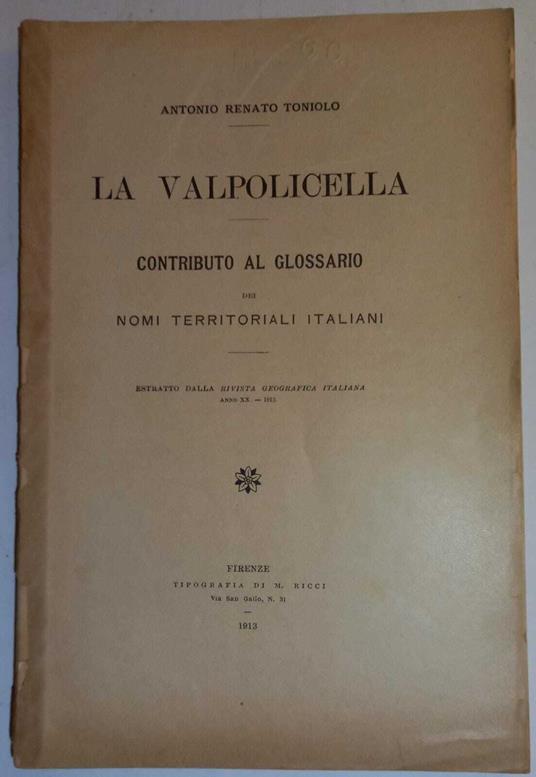 ANTONIO RENATO TONIOLO
LA VALPOLICELLA
CONTRIBUTO AL GLOSSARIO
DEI
NOMI TERRITORIALI ITALIANI
ESTRATTO DALLA RIVISTA GEOGRAFICA ITALIANA
ANNO XX. — 1913
FIRENZE
TIPOGRAFIA DI M. RICCI
Via San Gallo, N. 31
1913